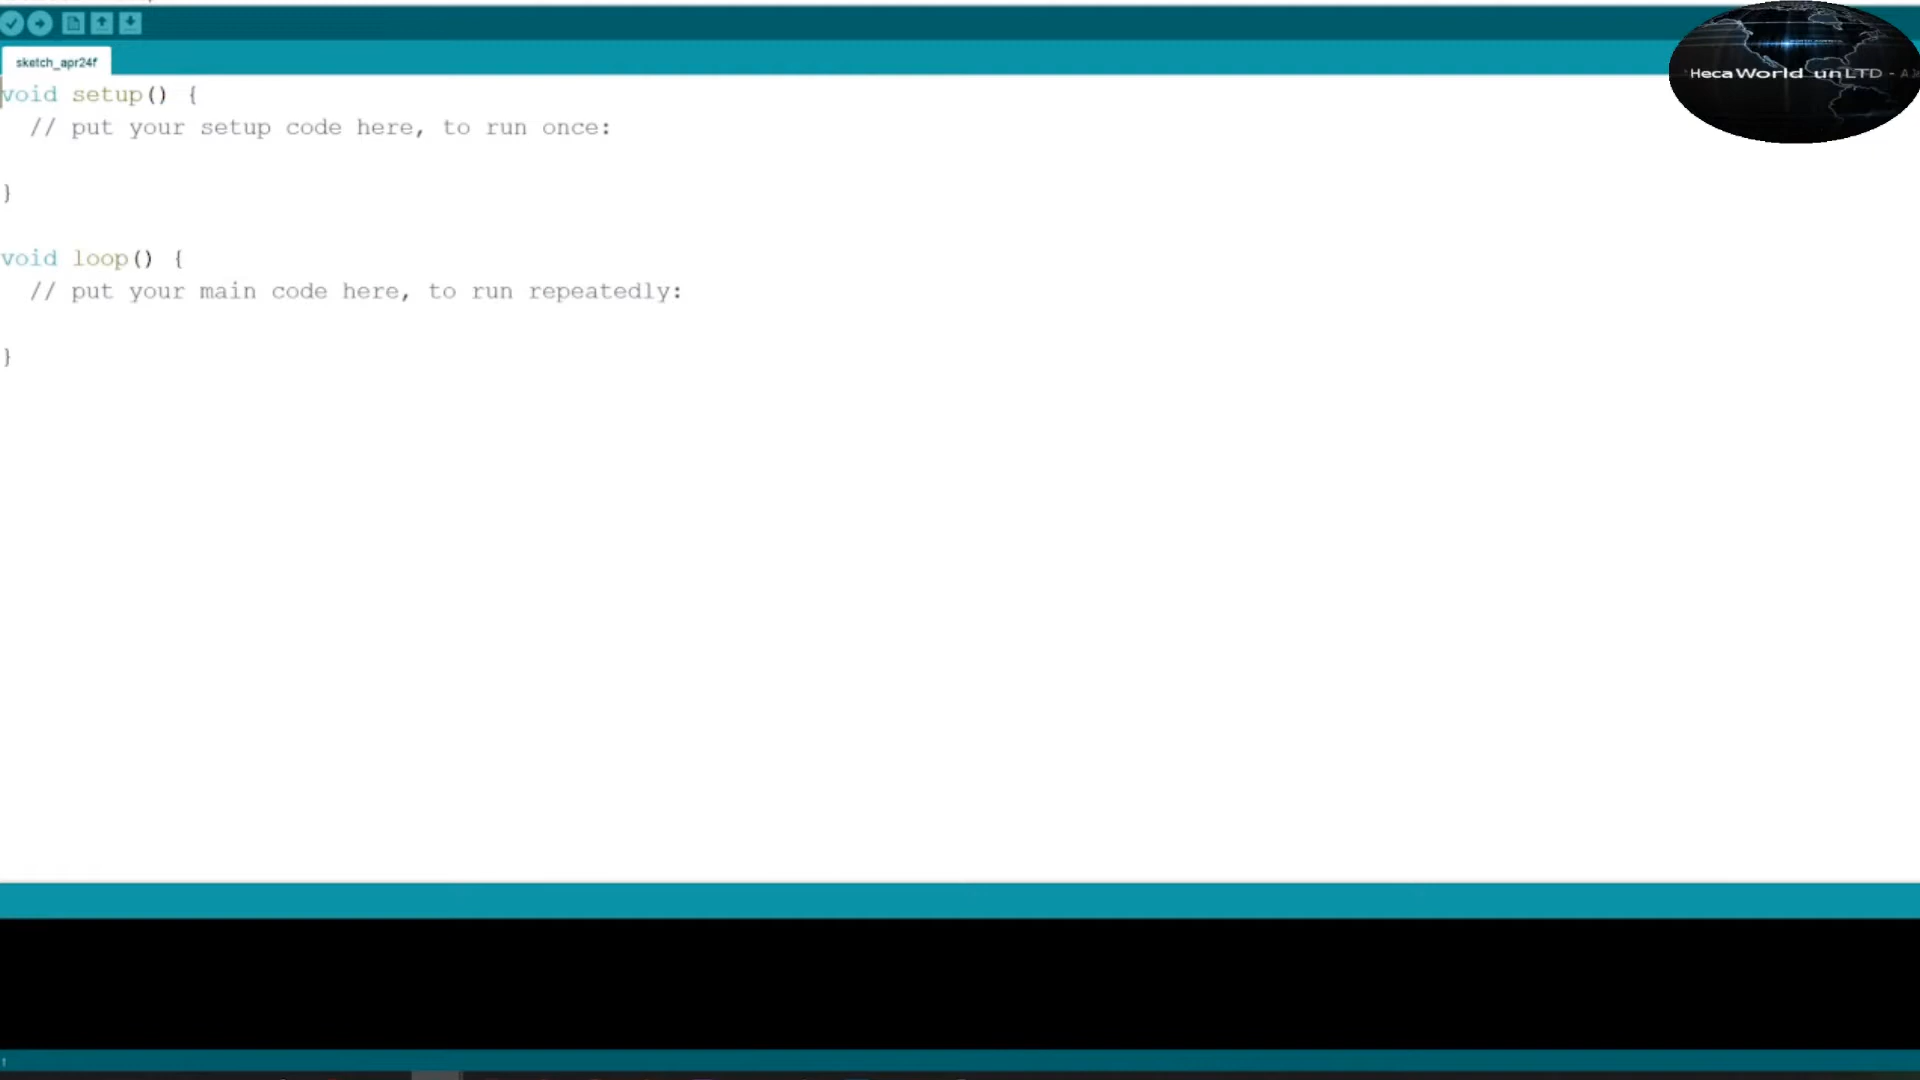 sketch_apr24f
HecaWorld unLTD - A
void setup() {
// put your setup code here, to run once:
}
void loop() {
// put your main code here, to run repeatedly:
}